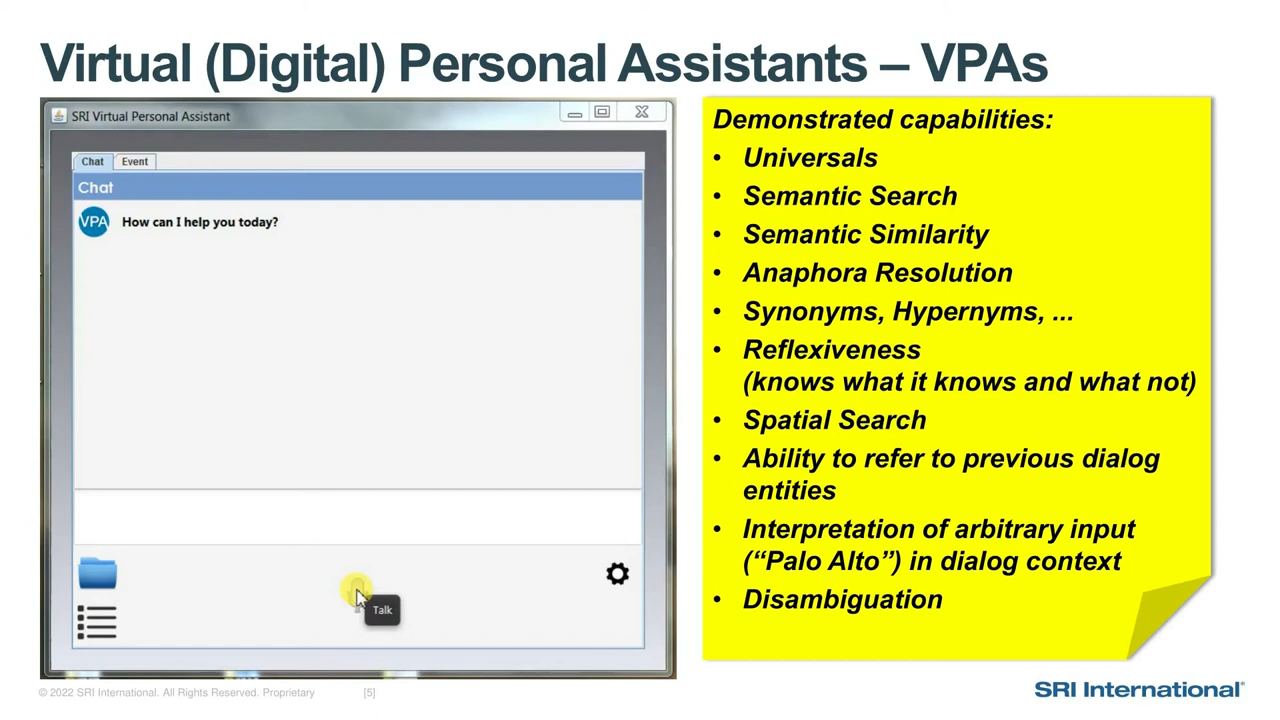 Virtual (Digital) Personal Assistants – VPAs
SRI Virtual Personal Assistant
Chat Event
Chat
VPA How can I help you today?
Talk
Demonstrated capabilities:
• Universals
• Semantic Search
• Semantic Similarity
• Anaphora Resolution
• Synonyms, Hypernyms, ...
• Reflexiveness
(knows what it knows and what not)
• Spatial Search
• Ability to refer to previous dialog
entities
• Interpretation of arbitrary input
(“Palo Alto”) in dialog context
• Disambiguation
© 2022 SRI International. All Rights Reserved. Proprietary [5]
SRI International®